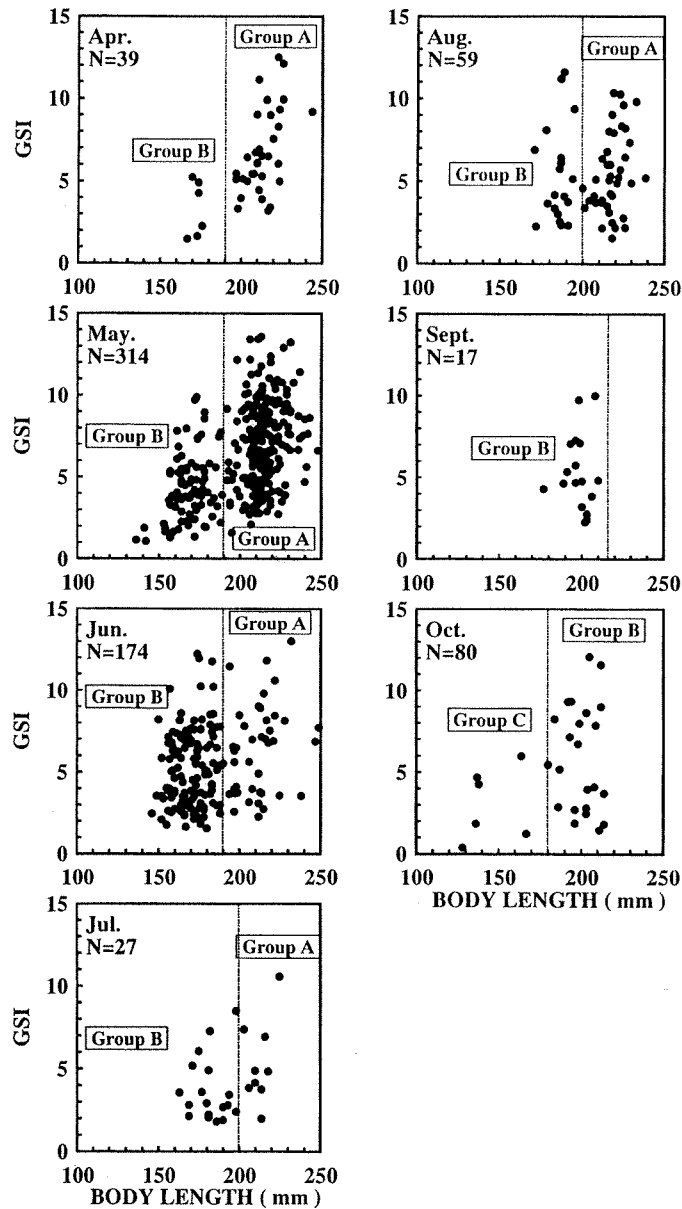 15
Apr.
N=39
Group A
10
GSI
Group B
5
0
100 150 200 250
15
May.
N=314
10
GSI
Group B
5
Group A
0
100 150 200 250
15
Jun.
N=174
Group A
10
Group B
GSI
5
0
100 150 200 250
15
Jul.
N=27
Group A
10
GSI
Group B
5
0
100 150 200 250
BODY LENGTH ( mm )
15
Aug.
N=59
Group A
10
Group B
5
0
100 150 200 250
15
Sept.
N=17
10
Group B
5
0
100 150 200 250
15
Oct.
N=80
Group B
10
Group C
5
0
100 150 200 250
BODY LENGTH ( mm )